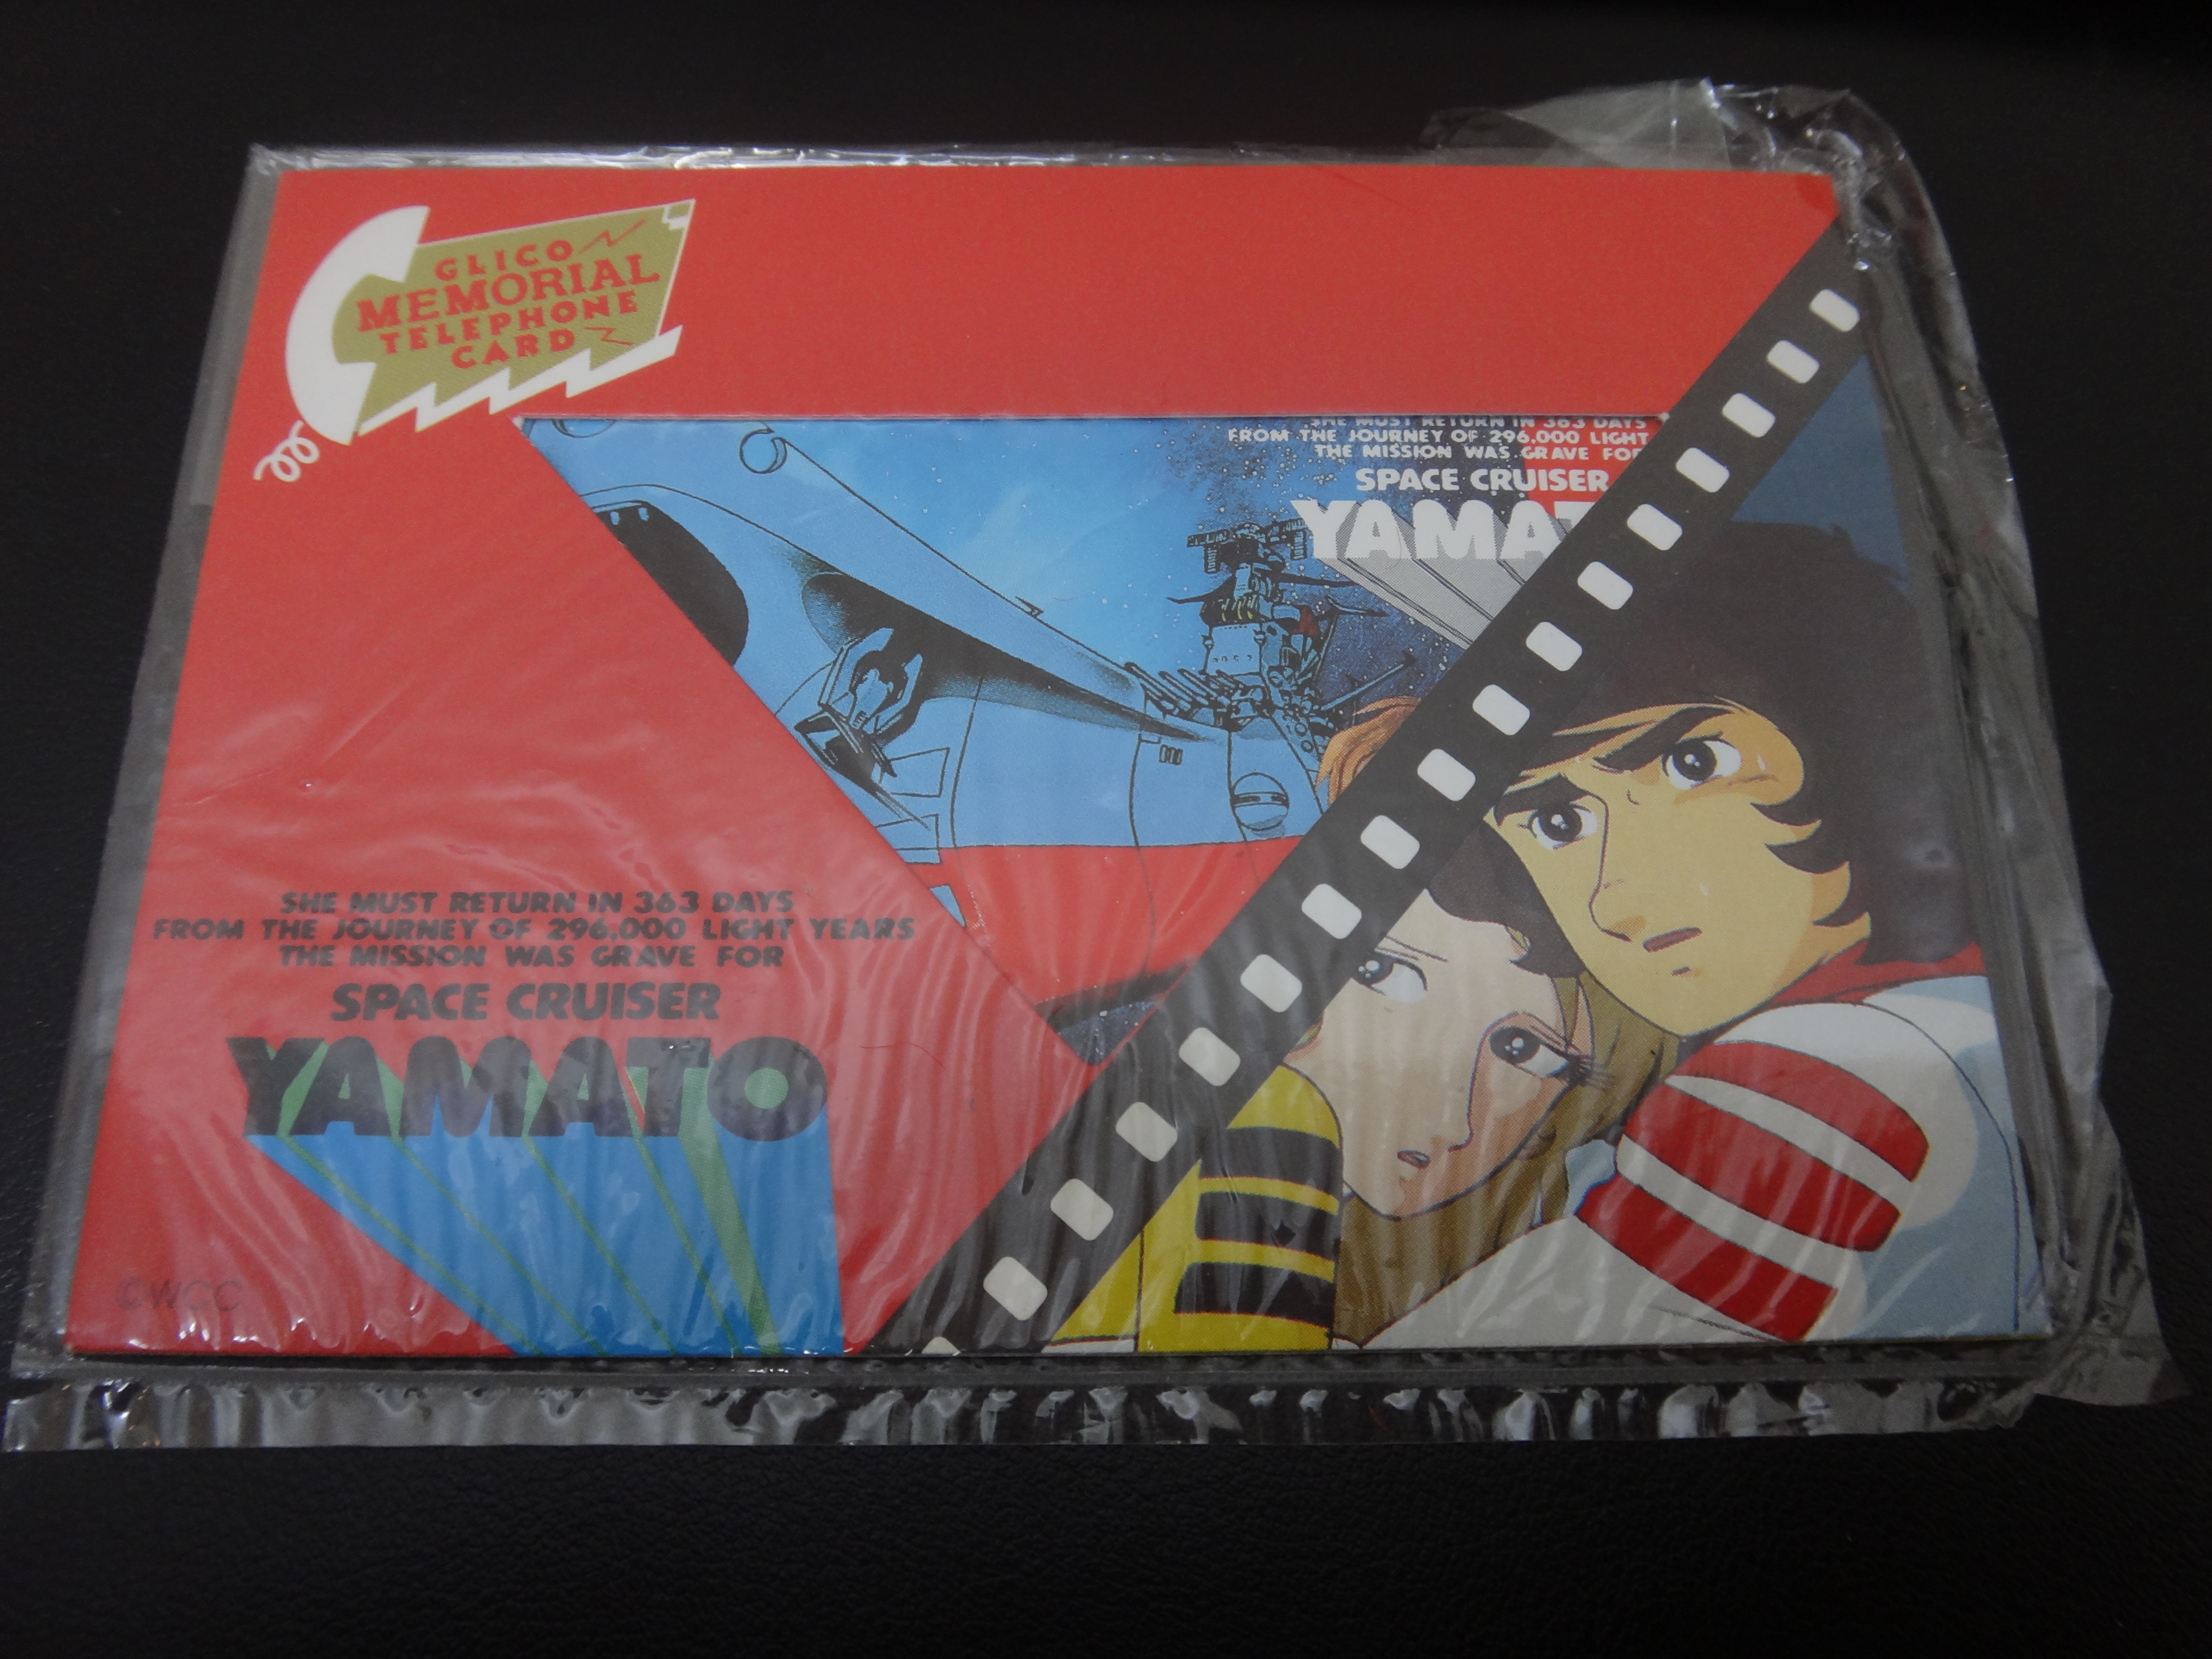 GLICO
MEMORIAL
TELEPHONE
CARD
SHE MUST RETURN IN 363 DAYS
FROM THE JOURNEY OF 296,000 LIGHT
THE MISSION WAS GRAVE FOR
SPACE CRUISER
YAMAT
SHE MUST RETURN IN 363 DAYS
FROM THE JOURNEY OF 296,000 LIGHT YEARS
THE MISSION WAS GRAVE FOR
SPACE CRUISER
YAMATO
©WCC